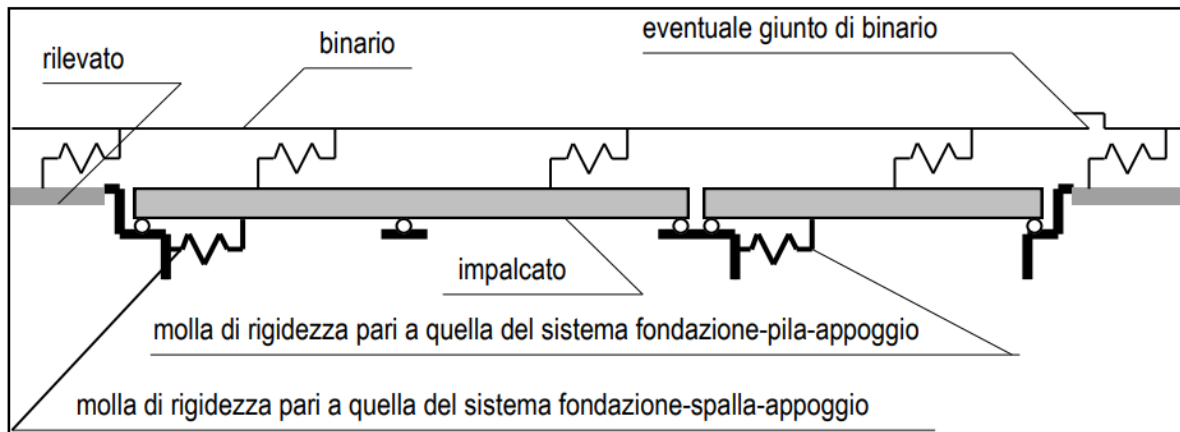 eventuale giunto di binario
binario
rilevato
impalcato
molla di rigidezza pari a quella del sistema fondazione-pila-appoggio
molla di rigidezza pari a quella del sistema fondazione-spalla-appoggio